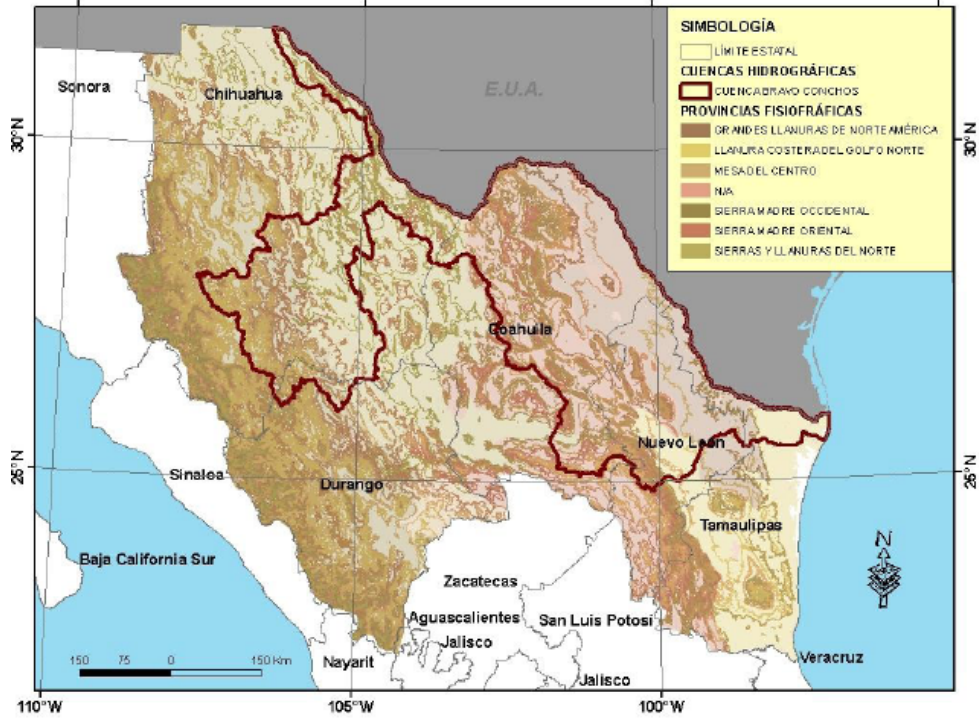 SIMBOLOGÍA
LÍMITE ESTATAL
CUENCAS HIDROGRÁFICAS
CUENCA BRAVO CONCHOS
PROVINCIAS FISIOFRÁFICAS
GRANDES LLANURAS DE NORTEAMÉRICA
LLANURA COSTERA DEL GOLFO NORTE
MESA DEL CENTRO
N/A
SIERRA MADRE OCCIDENTAL
SIERRA MADRE ORIENTAL
SIERRAS Y LLANURAS DEL NORTE
Sonora
Chihuahua
E.U.A.
30°N
30°N
Coahuila
Nuevo León
25°N
25°N
Sinaloa
Durango
Tamaulipas
N
Baja California Sur
Zacatecas
Aguascalientes
San Luis Potosí
Jalisco
Nayarit
Veracruz
Jalisco
150 75 0 150 Km
110°W
105°W
100°W